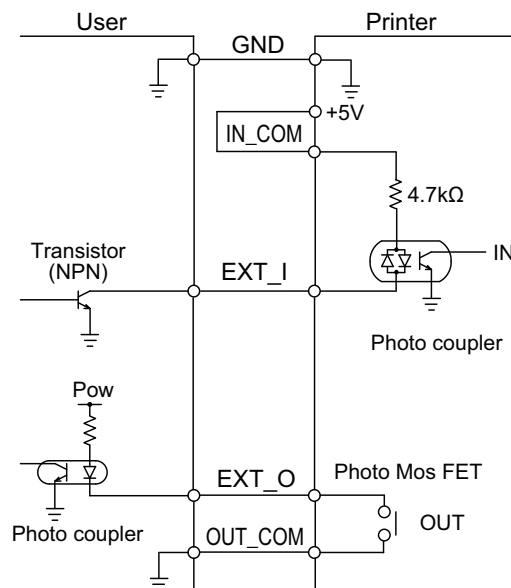 User
Printer
GND
+5V
IN_COM
4.7kΩ
Transistor
(NPN)
EXT_I
IN
Photo coupler
Pow
EXT_O
Photo Mos FET
OUT
Photo coupler
OUT_COM